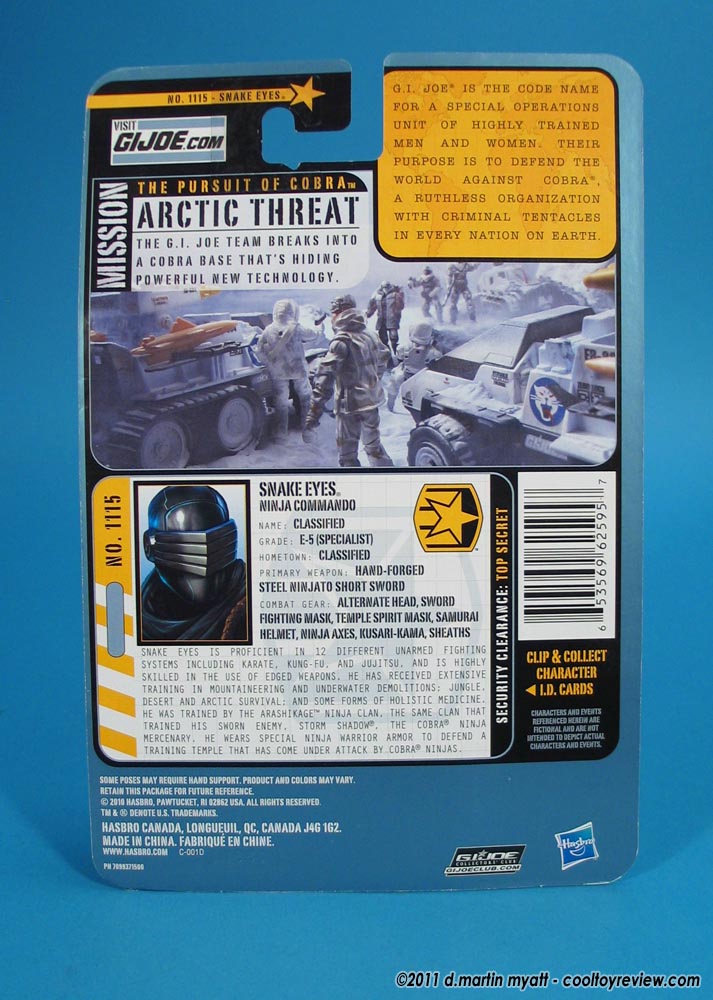 NO. 1115 - SNAKE EYES®
VISIT
GIJOE.COM
G.I. JOE® IS THE CODE NAME
FOR A SPECIAL OPERATIONS
UNIT OF HIGHLY TRAINED
MEN AND WOMEN. THEIR
PURPOSE IS TO DEFEND THE
WORLD AGAINST COBRA®,
A RUTHLESS ORGANIZATION
WITH CRIMINAL TENTACLES
IN EVERY NATION ON EARTH.
MISSION
THE PURSUIT OF COBRA™
ARCTIC THREAT
THE G.I. JOE TEAM BREAKS INTO
A COBRA BASE THAT'S HIDING
POWERFUL NEW TECHNOLOGY.
NO. 1115
SNAKE EYES®
NINJA COMMANDO
NAME: CLASSIFIED
GRADE: E-5 (SPECIALIST)
HOMETOWN: CLASSIFIED
PRIMARY WEAPON: HAND-FORGED
STEEL NINJATO SHORT SWORD
COMBAT GEAR: ALTERNATE HEAD, SWORD
FIGHTING MASK, TEMPLE SPIRIT MASK, SAMURAI
HELMET, NINJA AXES, KUSARI-KAMA, SHEATHS
SNAKE EYES IS PROFICIENT IN 12 DIFFERENT UNARMED FIGHTING
SYSTEMS INCLUDING KARATE, KUNG-FU, AND JUJITSU, AND IS HIGHLY
SKILLED IN THE USE OF EDGED WEAPONS. HE HAS RECEIVED EXTENSIVE
TRAINING IN MOUNTAINEERING AND UNDERWATER DEMOLITIONS; JUNGLE,
DESERT AND ARCTIC SURVIVAL; AND SOME FORMS OF HOLISTIC MEDICINE.
HE WAS TRAINED BY THE ARASHIKAGE™ NINJA CLAN, THE SAME CLAN THAT
TRAINED HIS SWORN ENEMY, STORM SHADOW®, THE COBRA® NINJA
MERCENARY. HE WEARS SPECIAL NINJA WARRIOR ARMOR TO DEFEND A
TRAINING TEMPLE THAT HAS COME UNDER ATTACK BY COBRA® NINJAS.
SECURITY CLEARANCE: TOP SECRET
6 53569 62595 7
CLIP & COLLECT
CHARACTER
I.D. CARDS
CHARACTERS AND EVENTS
REFERENCED HEREIN ARE
FICTIONAL AND ARE NOT
INTENDED TO DEPICT ACTUAL
CHARACTERS AND EVENTS.
SOME POSES MAY REQUIRE HAND SUPPORT. PRODUCT AND COLORS MAY VARY.
RETAIN THIS PACKAGE FOR FUTURE REFERENCE.
© 2010 HASBRO, PAWTUCKET, RI 02862 USA. ALL RIGHTS RESERVED.
TM & ® DENOTE U.S. TRADEMARKS.
HASBRO CANADA, LONGUEUIL, QC, CANADA J4G 1G2.
MADE IN CHINA. FABRIQUÉ EN CHINE.
WWW.HASBRO.COM C-001D
PN 7099371500
G.I.JOE
COLLECTORS' CLUB
GIJOECLUB.COM
Hasbro
©2011 d.martin myatt - cooltoyreview.com